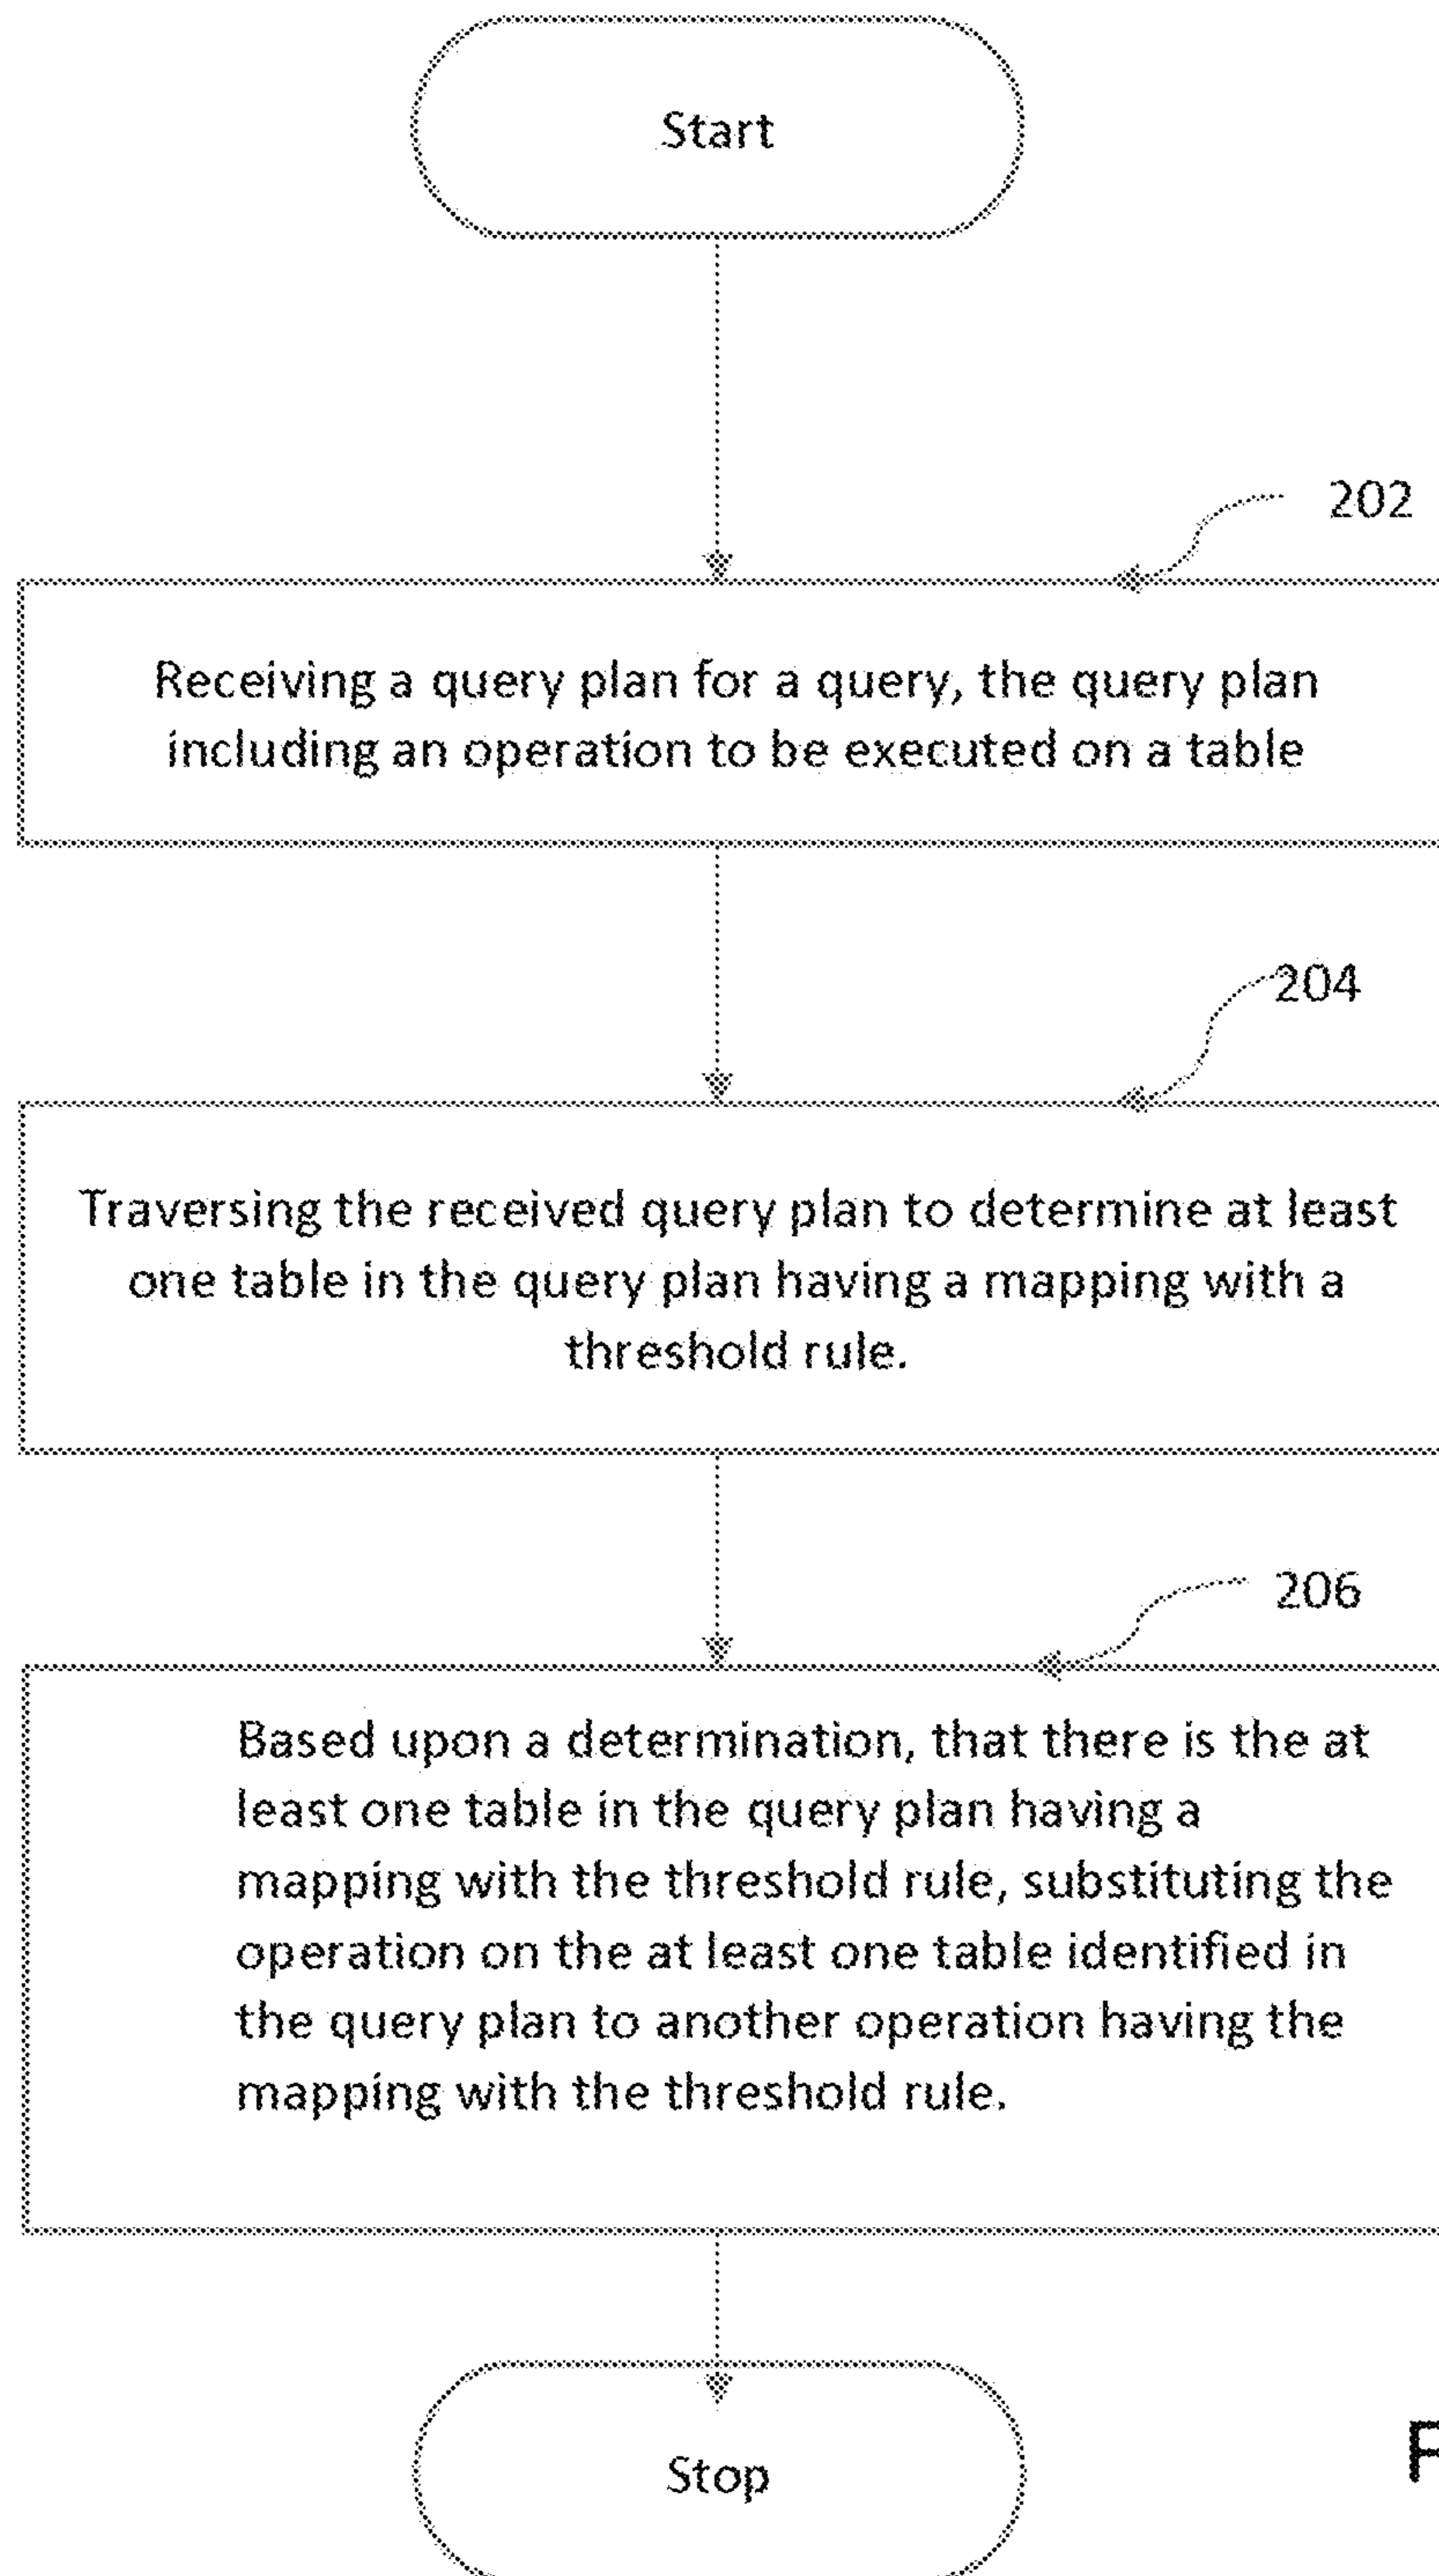 Start
202
Receiving a query plan for a query, the query plan
including an operation to be executed on a table
204
Traversing the received query plan to determine at least
one table in the query plan having a mapping with a
threshold rule.
206
Based upon a determination, that there is the at
least one table in the query plan having a
mapping with the threshold rule, substituting the
operation on the at least one table identified in
the query plan to another operation having the
mapping with the threshold rule.
Stop